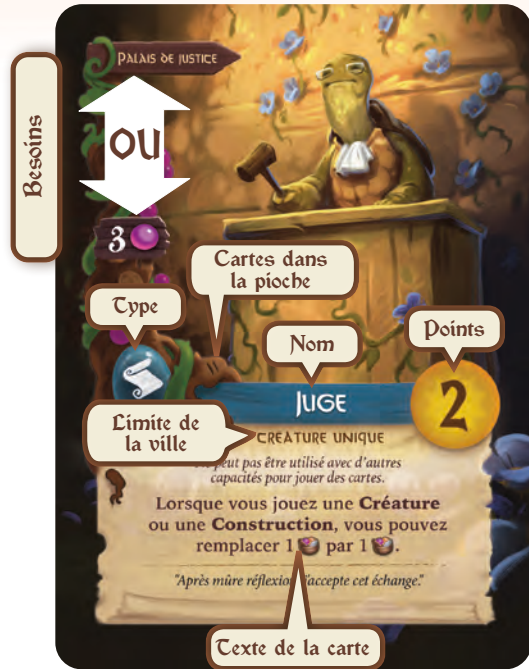 PALAIS DE JUSTICE
Besoins
OU
3
Cartes dans
la pioche
Type
Nom
Points
JUGE
2
Limite de
la ville
CRÉATURE UNIQUE
peut pas être utilisé avec d'autres
capacités pour jouer des cartes.
Lorsque vous jouez une Créature
ou une Construction, vous pouvez
remplacer 1 par 1 .
"Après mûre réflexion, j'accepte cet échange."
Texte de la carte